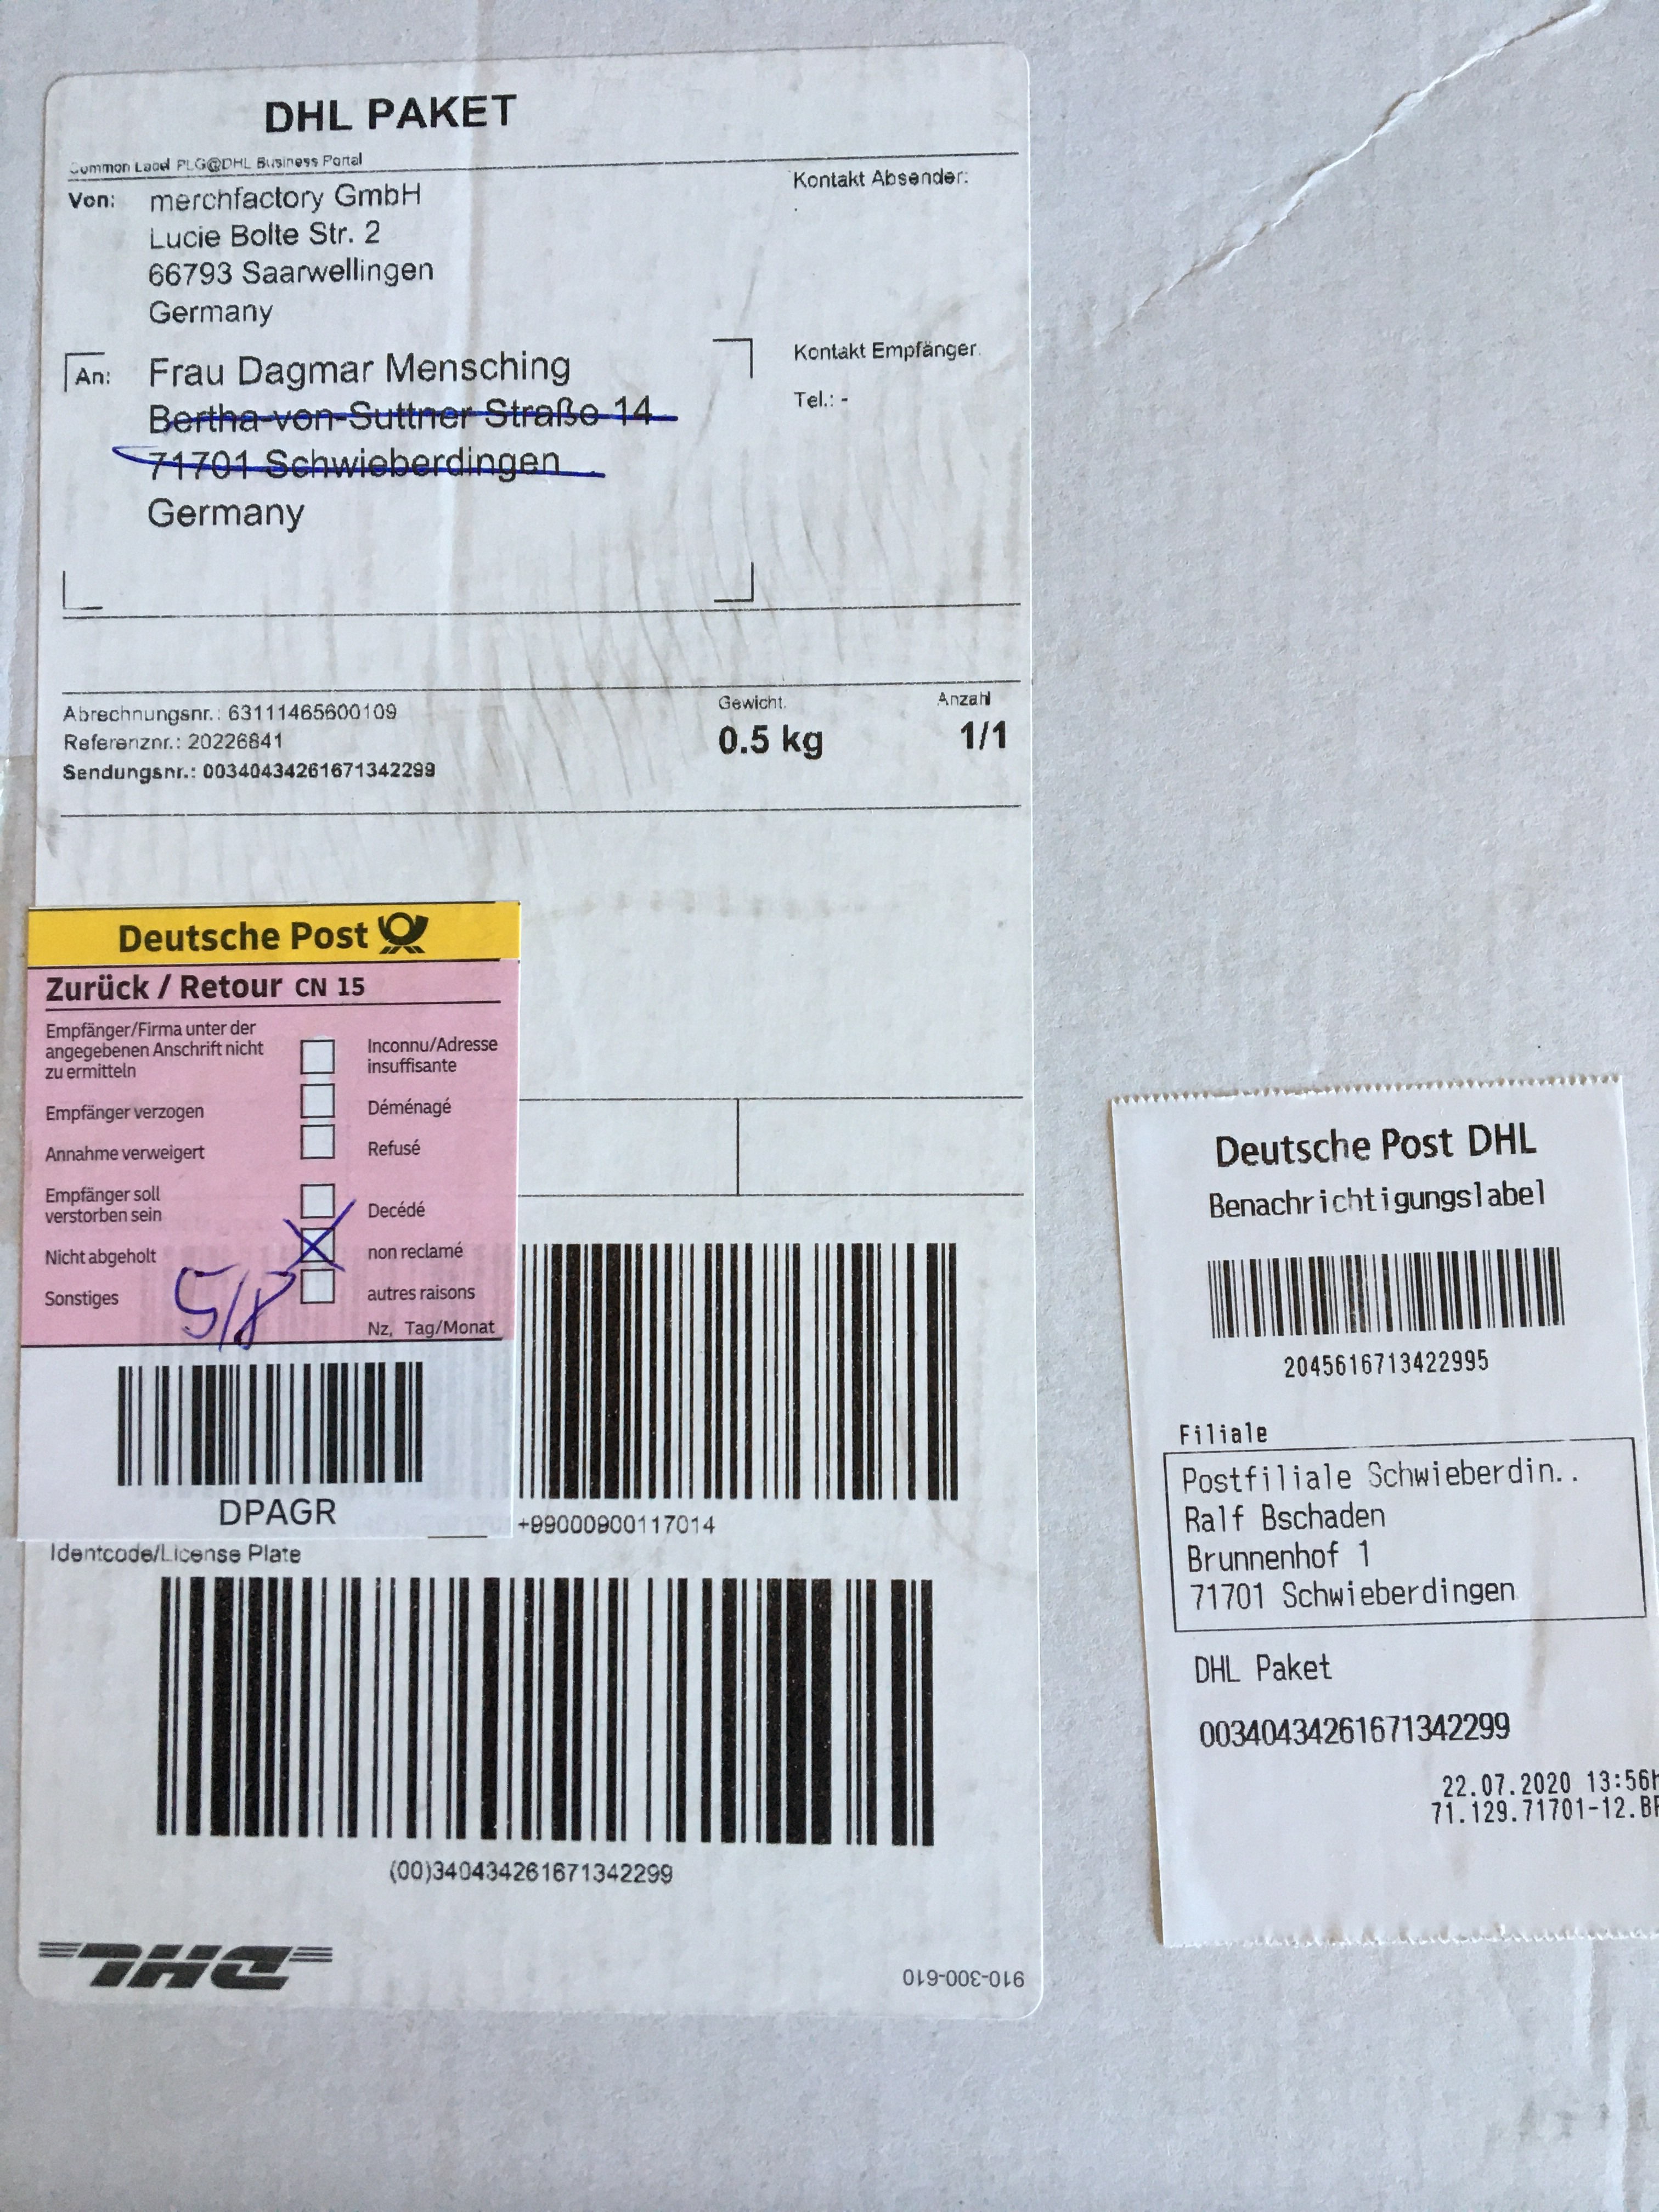 DHL PAKET
Common Label PLG@DHL Business Portal
Von: merchfactory GmbH
Lucie Bolte Str. 2
66793 Saarwellingen
Germany
Kontakt Absender:
An: Frau Dagmar Mensching
Bertha-von-Suttner Straße 14
71701 Schwieberdingen
Germany
Kontakt Empfänger.
Tel.: -
Abrechnungsnr.: 63111465600109
Referenznr.: 20226841
Sendungsnr.: 00340434261671342299
Gewicht.
0.5 kg
Anzahl
1/1
Deutsche Post
Zurück / Retour CN 15
Empfänger/Firma unter der
angegebenen Anschrift nicht
zu ermitteln
Inconnu/Adresse
insuffisante
Empfänger verzogen
Déménagé
Annahme verweigert
Refusé
Empfänger soll
verstorben sein
Decédé
Nicht abgeholt
non reclamé
Sonstiges
autres raisons
5/8
Nz, Tag/Monat
DPAGR
+99000900117014
Identcode/License Plate
(00)340434261671342299
DHL
910-300-610
Deutsche Post DHL
Benachrichtigungslabel
2045616713422995
Filiale
Postfiliale Schwieberdin..
Ralf Bschaden
Brunnenhof 1
71701 Schwieberdingen
DHL Paket
00340434261671342299
22.07.2020 13:56h
71.129.71701-12.